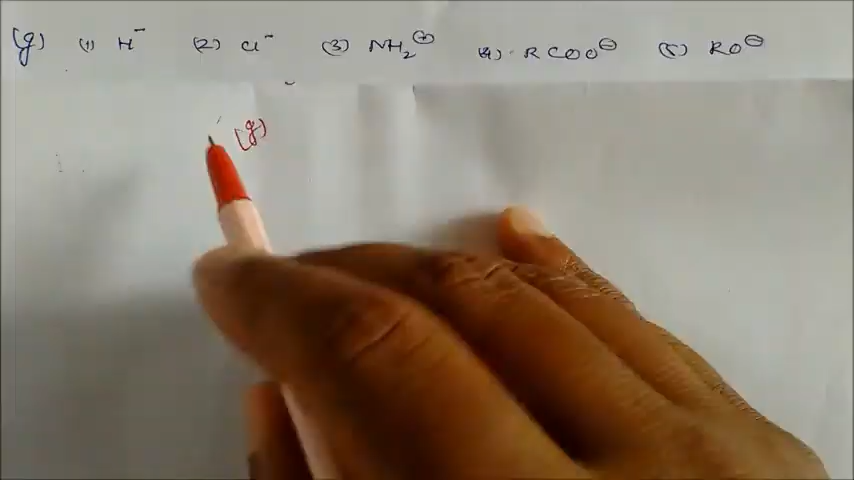 (g) (1) H⁻ (2) Cl⁻ (3) NH₂⊖ (4) RCOO⊖ (5) RO⊖
(g)